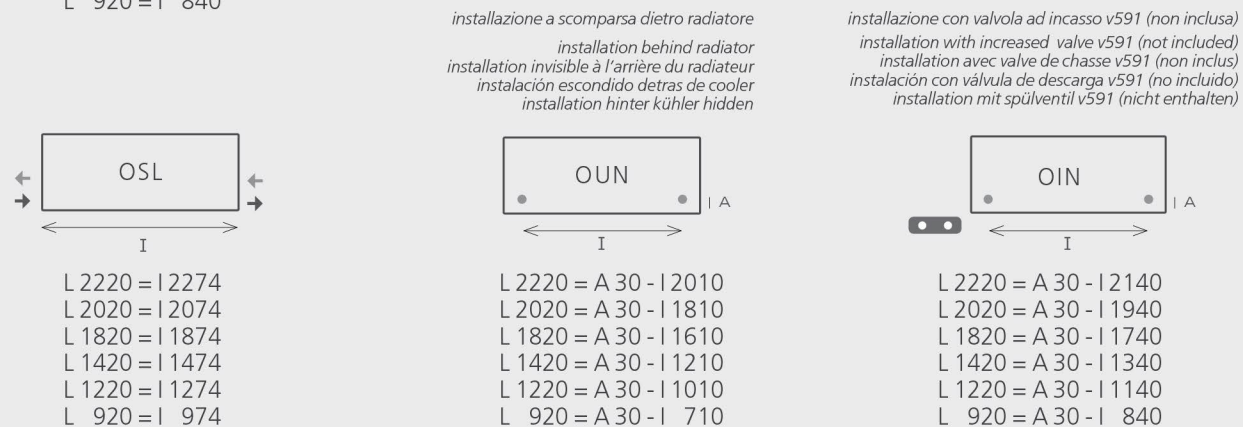 L 920 = I 840
installazione a scomparsa dietro radiatore
installation behind radiator
installation invisible à l'arrière du radiateur
instalación escondido detras de cooler
installation hinter kühler hidden
installazione con valvola ad incasso v591 (non inclusa)
installation with increased valve v591 (not included)
installation avec valve de chasse v591 (non inclus)
instalación con válvula de descarga v591 (no incluido)
installation mit spülventil v591 (nicht enthalten)
OSL
I
L 2220 = I 2274
L 2020 = I 2074
L 1820 = I 1874
L 1420 = I 1474
L 1220 = I 1274
L 920 = I 974
OUN
I A
I
L 2220 = A 30 - I 2010
L 2020 = A 30 - I 1810
L 1820 = A 30 - I 1610
L 1420 = A 30 - I 1210
L 1220 = A 30 - I 1010
L 920 = A 30 - I 710
OIN
I A
I
L 2220 = A 30 - I 2140
L 2020 = A 30 - I 1940
L 1820 = A 30 - I 1740
L 1420 = A 30 - I 1340
L 1220 = A 30 - I 1140
L 920 = A 30 - I 840